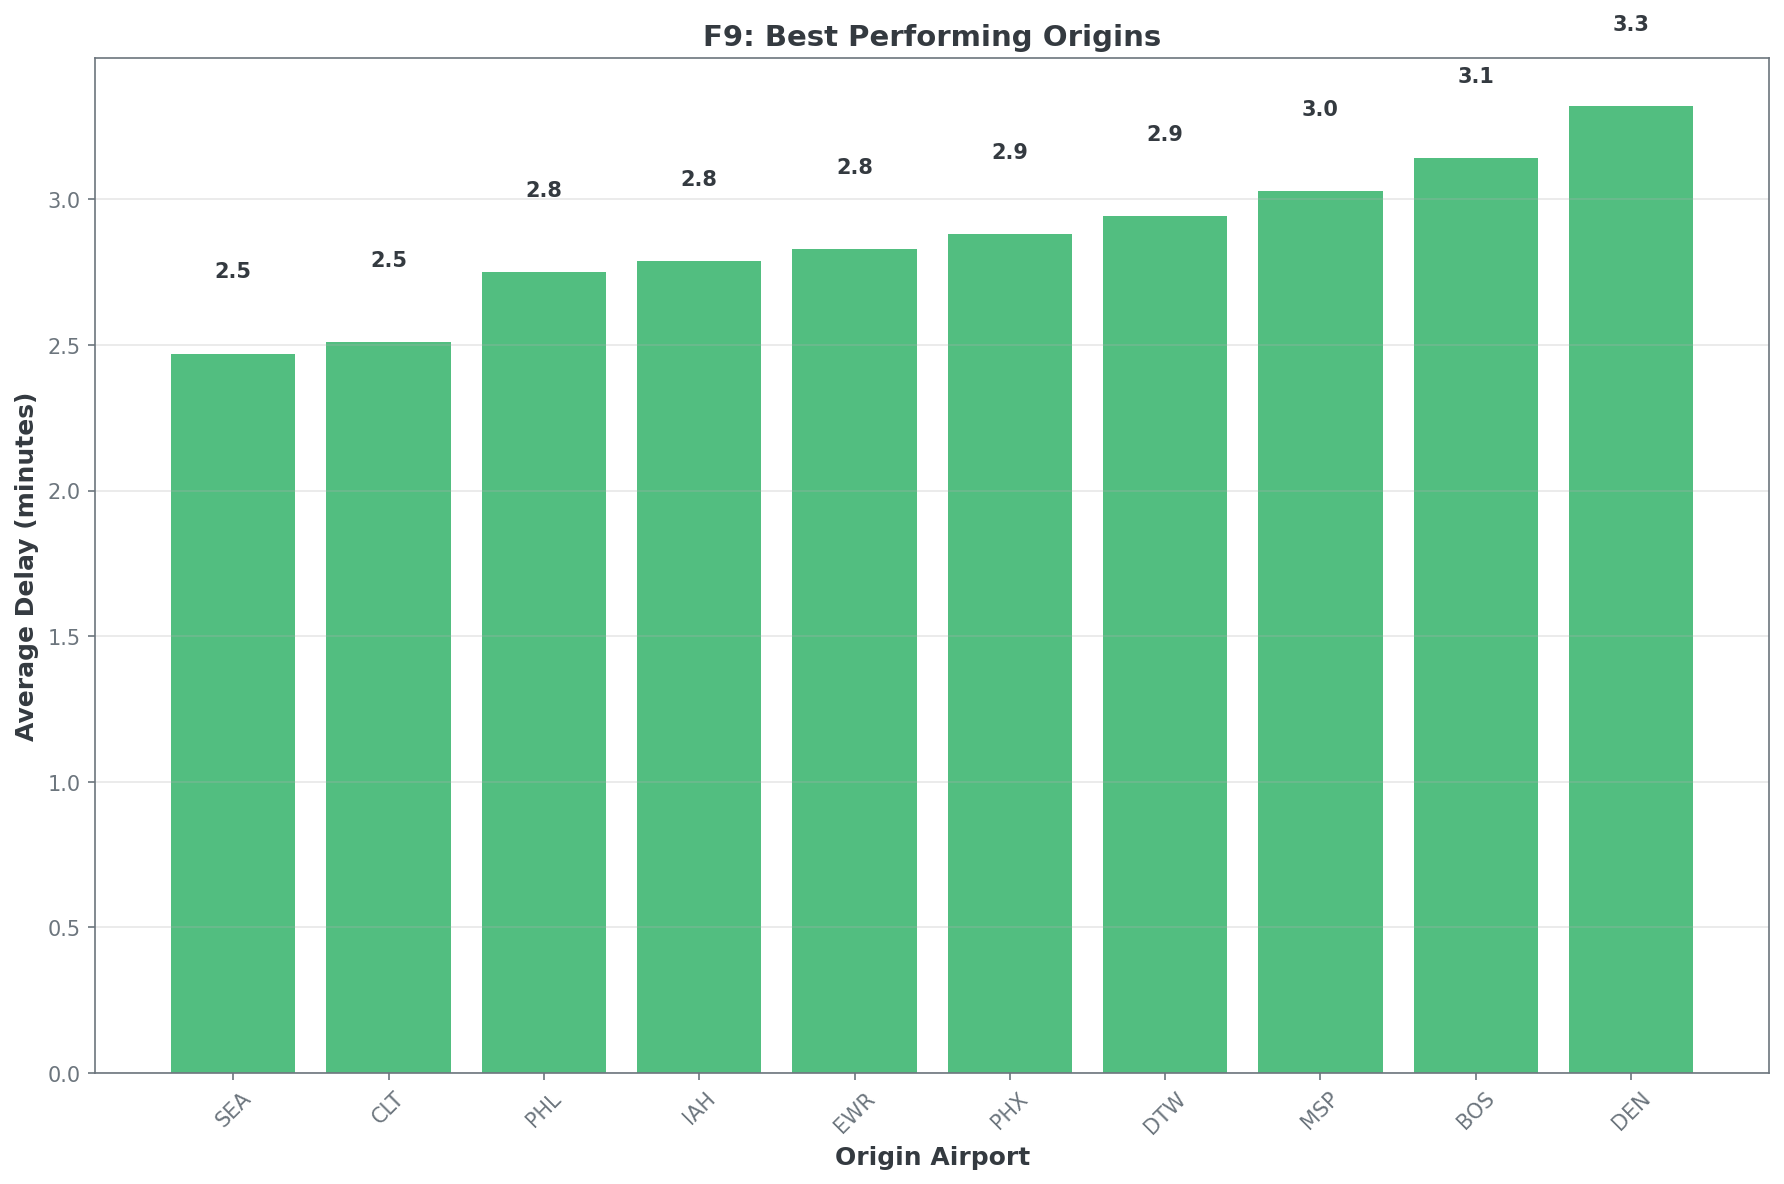 F9: Best Performing Origins
3.3
3.1
3.0
2.9
2.9
2.8
2.8
2.8
2.5
2.5
3.0
2.5
2.0
1.5
1.0
0.5
0.0
Average Delay (minutes)
SEA
CLT
PHL
IAH
EWR
PHX
DTW
MSP
BOS
DEN
Origin Airport